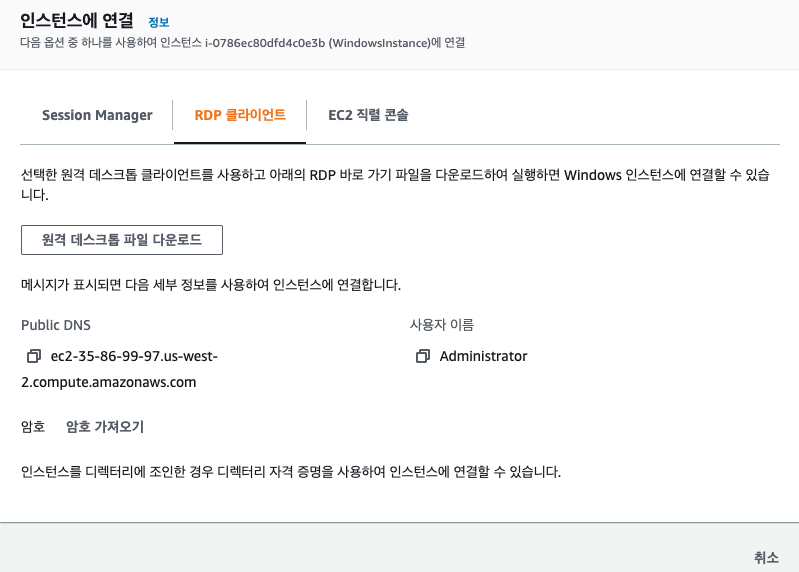 인스턴스에 연결 정보
다음 옵션 중 하나를 사용하여 인스턴스 i-0786ec80dfd4c0e3b (WindowsInstance)에 연결
Session Manager RDP 클라이언트 EC2 직렬 콘솔
선택한 원격 데스크톱 클라이언트를 사용하고 아래의 RDP 바로 가기 파일을 다운로드하여 실행하면 Windows 인스턴스에 연결할 수 있습
니다.
원격 데스크톱 파일 다운로드
메시지가 표시되면 다음 세부 정보를 사용하여 인스턴스에 연결합니다.
Public DNS 사용자 이름
ec2-35-86-99-97.us-west- Administrator
2.compute.amazonaws.com
암호 암호 가져오기
인스턴스를 디렉터리에 조인한 경우 디렉터리 자격 증명을 사용하여 인스턴스에 연결할 수 있습니다.
취소